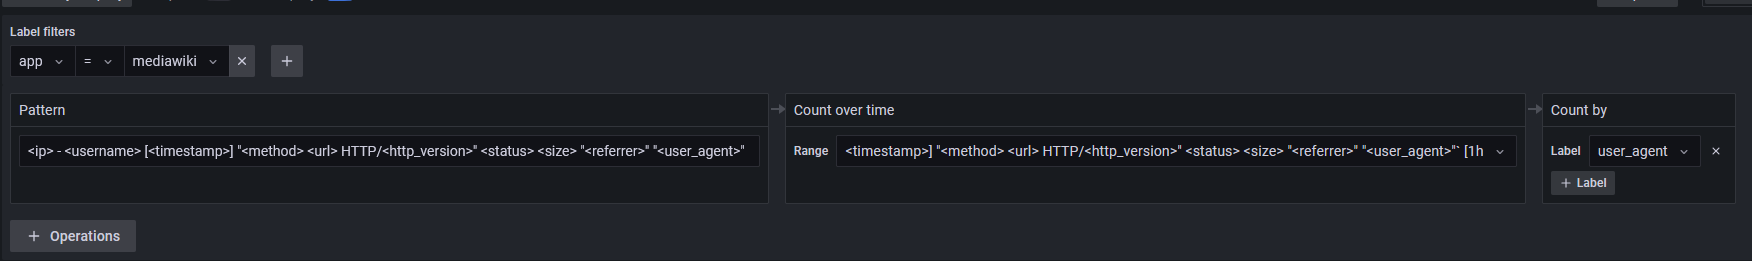 Label filters
app = mediawiki ×
+
Pattern
<ip> - <username> [<timestamp>] "<method> <url> HTTP/<http_version>" <status> <size> "<referrer>" "<user_agent>"
Count over time
Range <timestamp>] "<method> <url> HTTP/<http_version>" <status> <size> "<referrer>" "<user_agent>"` [1h
Count by
Label user_agent ×
+ Label
+ Operations